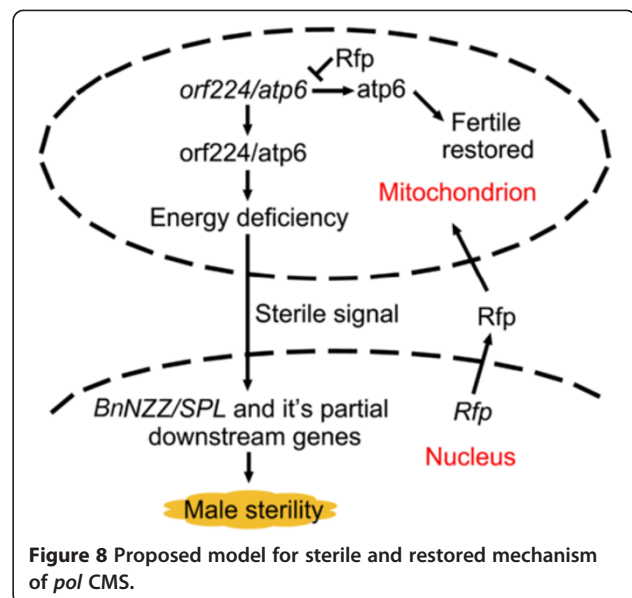 Rfp
orf224/atp6
atp6
orf224/atp6
Fertile
restored
Energy deficiency
Mitochondrion
Sterile signal
Rfp
BnNZZ/SPL and it's partial
downstream genes
Rfp
Nucleus
Male sterility
Figure 8 Proposed model for sterile and restored mechanism
of pol CMS.